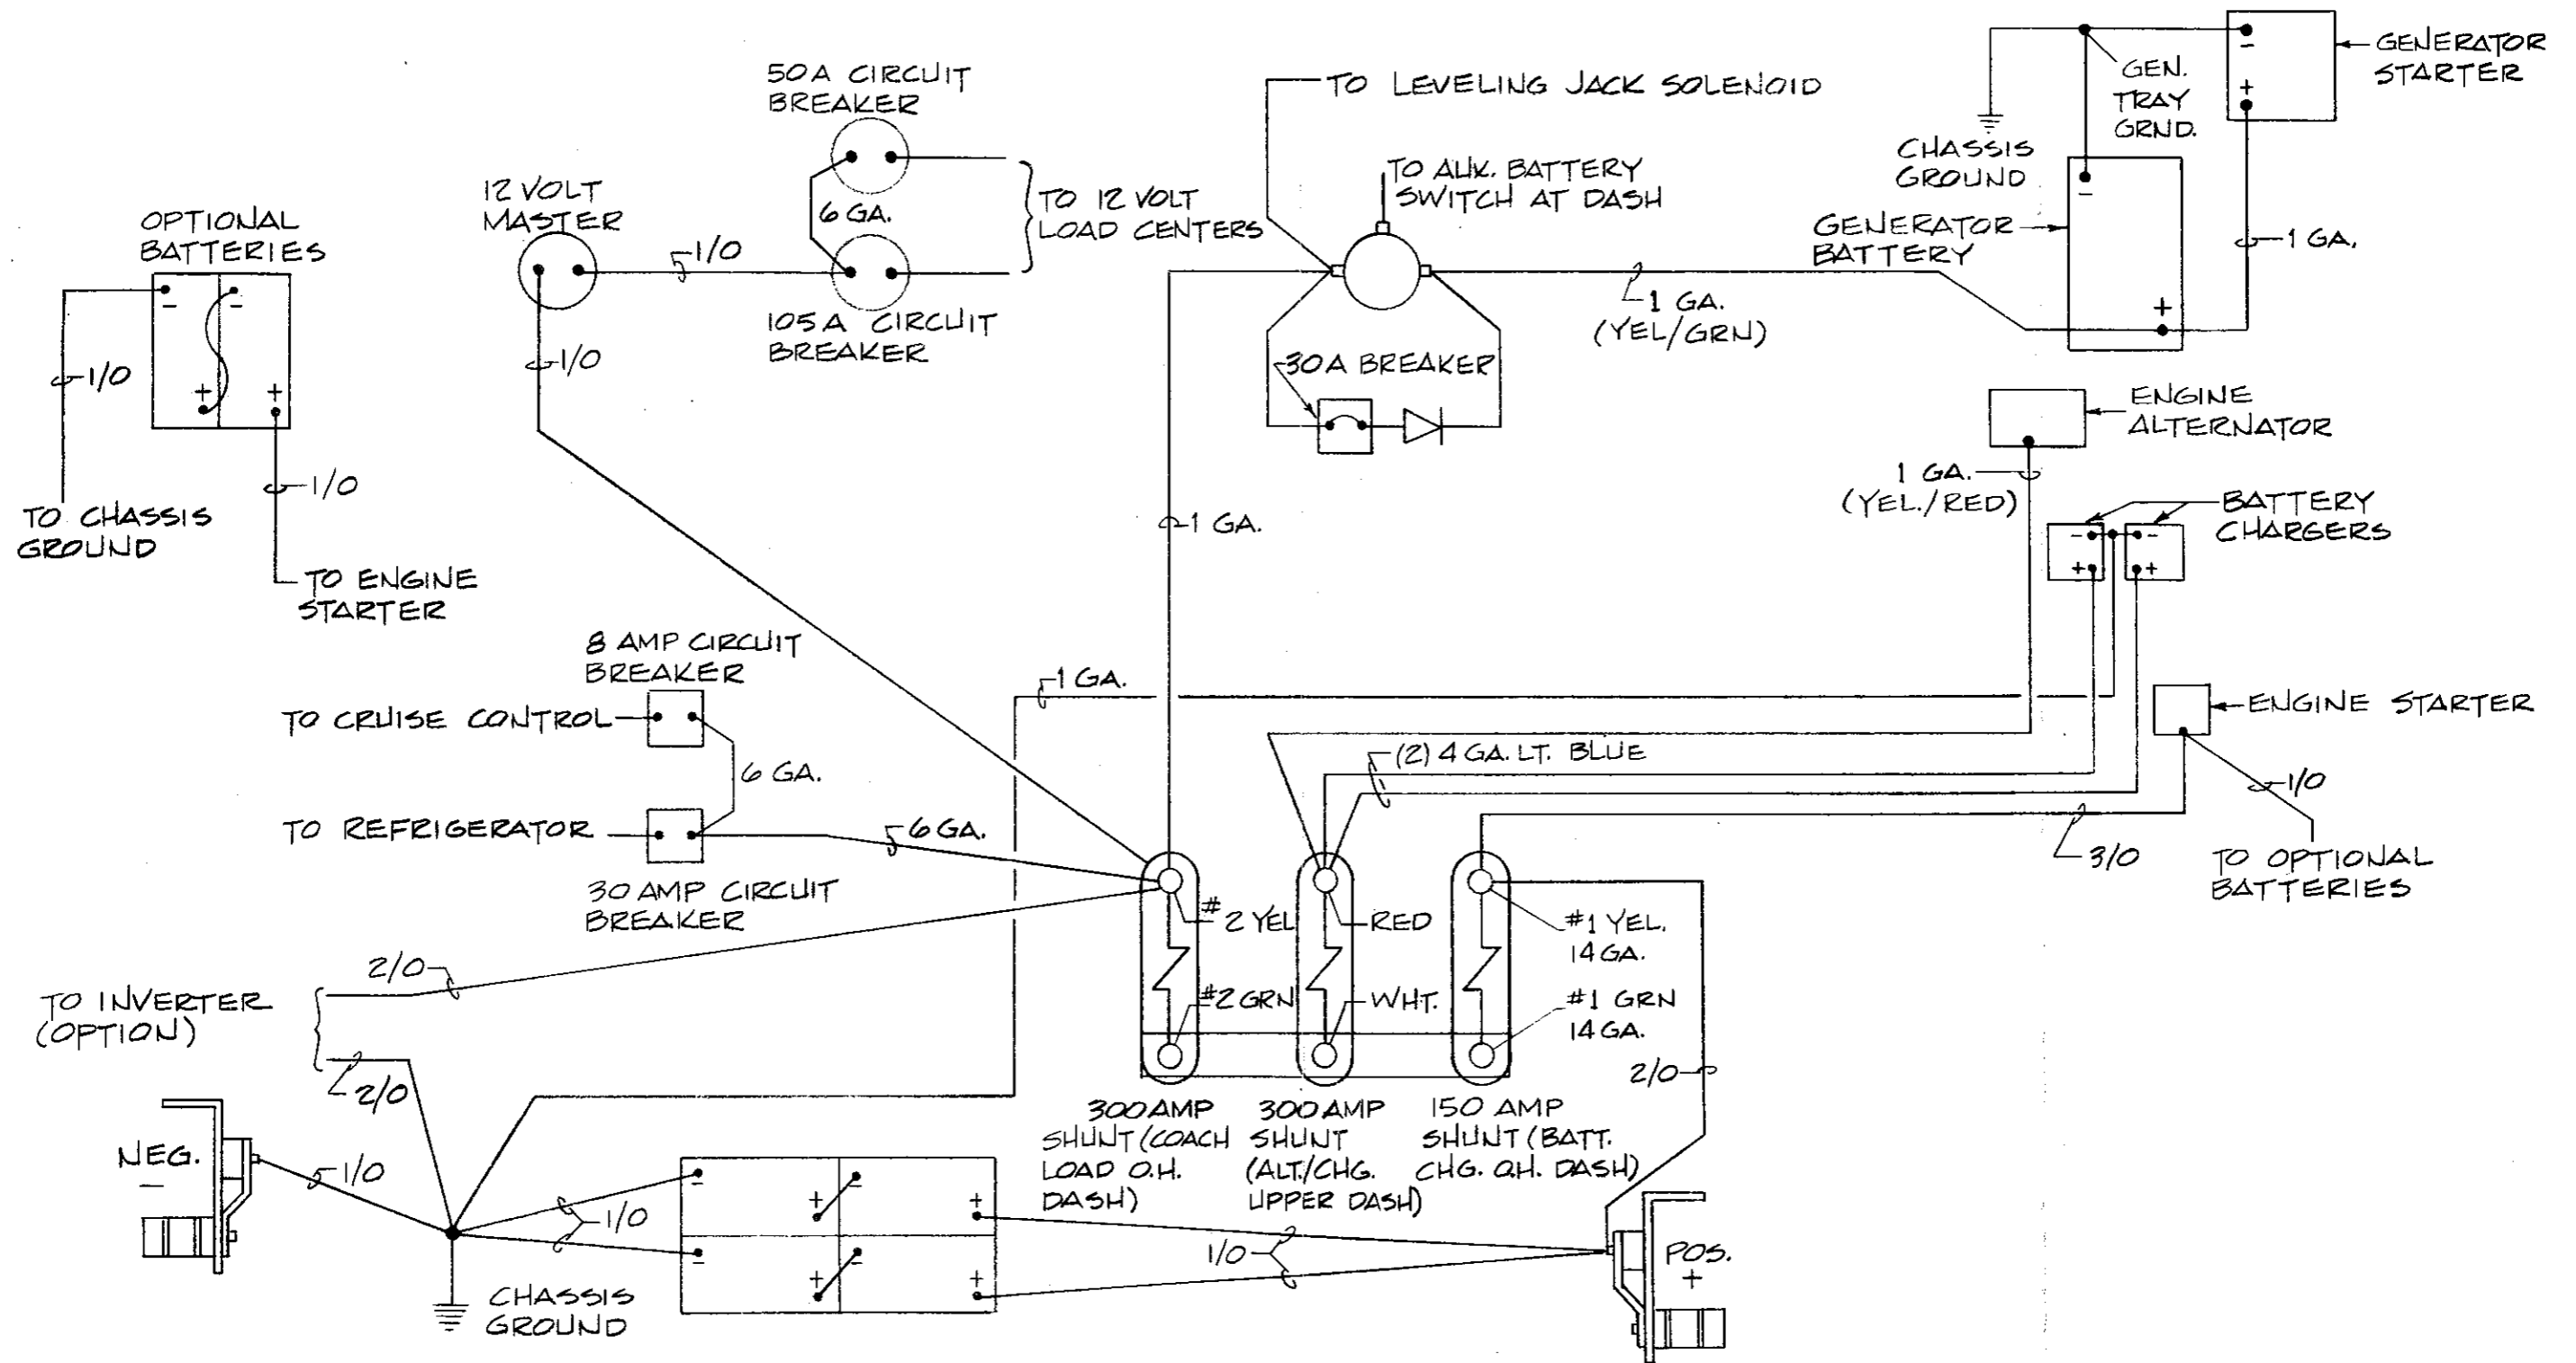 50A CIRCUIT
BREAKER
TO LEVELING JACK SOLENOID
GENERATOR
STARTER
-
+
GEN.
TRAY
GRND.
CHASSIS
GROUND
TO AUX. BATTERY
SWITCH AT DASH
12 VOLT
MASTER
6 GA.
TO 12 VOLT
LOAD CENTERS
OPTIONAL
BATTERIES
1/0
105A CIRCUIT
BREAKER
GENERATOR
BATTERY
-
+
1 GA.
1 GA.
(YEL/GRN)
30A BREAKER
-
-
+
+
1/0
1/0
1/0
TO CHASSIS
GROUND
TO ENGINE
STARTER
ENGINE
ALTERNATOR
1 GA.
(YEL./RED)
BATTERY
CHARGERS
-
-
+
+
1 GA.
8 AMP CIRCUIT
BREAKER
TO CRUISE CONTROL
6 GA.
TO REFRIGERATOR
30 AMP CIRCUIT
BREAKER
6 GA.
1 GA.
(2) 4 GA. LT. BLUE
ENGINE STARTER
1/0
3/0
TO OPTIONAL
BATTERIES
#2 YEL
RED
#1 YEL.
14 GA.
#2 GRN
WHT.
#1 GRN
14 GA.
2/0
2/0
TO INVERTER
(OPTION)
2/0
300 AMP
SHUNT (COACH
LOAD O.H.
DASH)
300 AMP
SHUNT
(ALT./CHG.
UPPER DASH)
150 AMP
SHUNT (BATT.
CHG. O.H. DASH)
NEG.
-
1/0
1/0
-
+
-
+
-
+
-
+
1/0
POS.
+
CHASSIS
GROUND